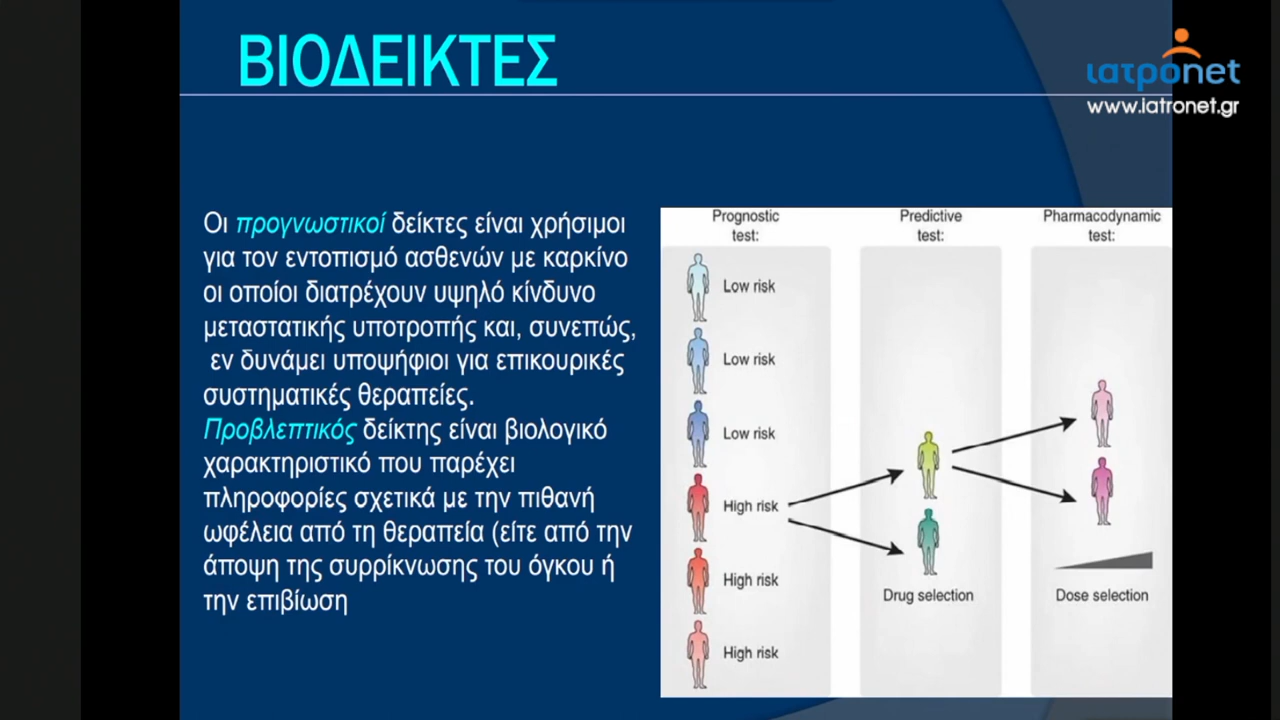 ΒΙΟΔΕΙΚΤΕΣ
ιατρonet
www.iatronet.gr
Οι προγνωστικοί δείκτες είναι χρήσιμοι
για τον εντοπισμό ασθενών με καρκίνο
οι οποίοι διατρέχουν υψηλό κίνδυνο
μεταστατικής υποτροπής και, συνεπώς,
εν δυνάμει υποψήφιοι για επικουρικές
συστηματικές θεραπείες.
Προβλεπτικός δείκτης είναι βιολογικό
χαρακτηριστικό που παρέχει
πληροφορίες σχετικά με την πιθανή
ωφέλεια από τη θεραπεία (είτε από την
άποψη της συρρίκνωσης του όγκου ή
την επιβίωση
Prognostic
test:
Low risk
Low risk
Low risk
High risk
High risk
High risk
Predictive
test:
Drug selection
Pharmacodynamic
test:
Dose selection